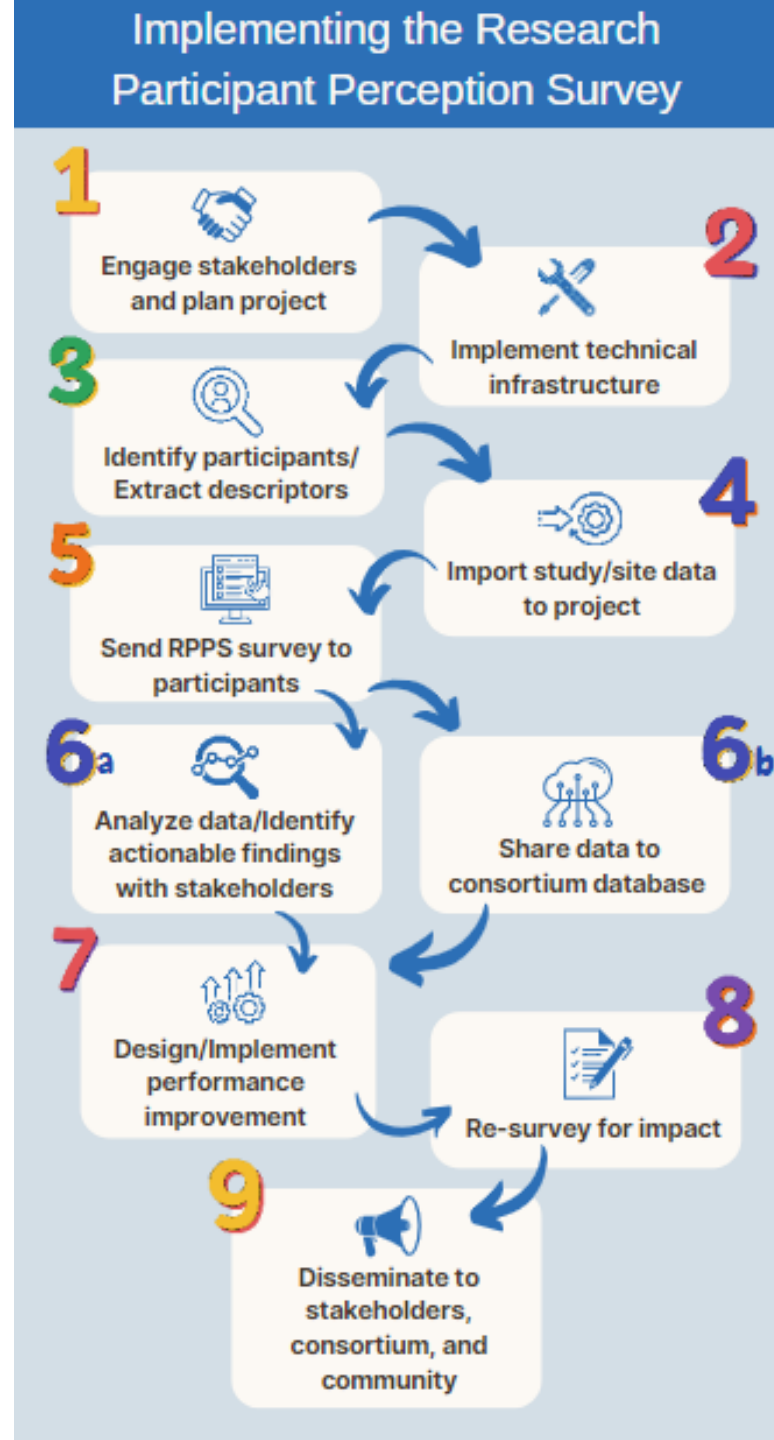 Implementing the Research
Participant Perception Survey
1
Engage stakeholders
and plan project
2
Implement technical
infrastructure
3
Identify participants/
Extract descriptors
4
Import study/site data
to project
5
Send RPPS survey to
participants
6a
Analyze data/Identify
actionable findings
with stakeholders
6b
Share data to
consortium database
7
Design/Implement
performance
improvement
8
Re-survey for impact
9
Disseminate to
stakeholders,
consortium, and
community